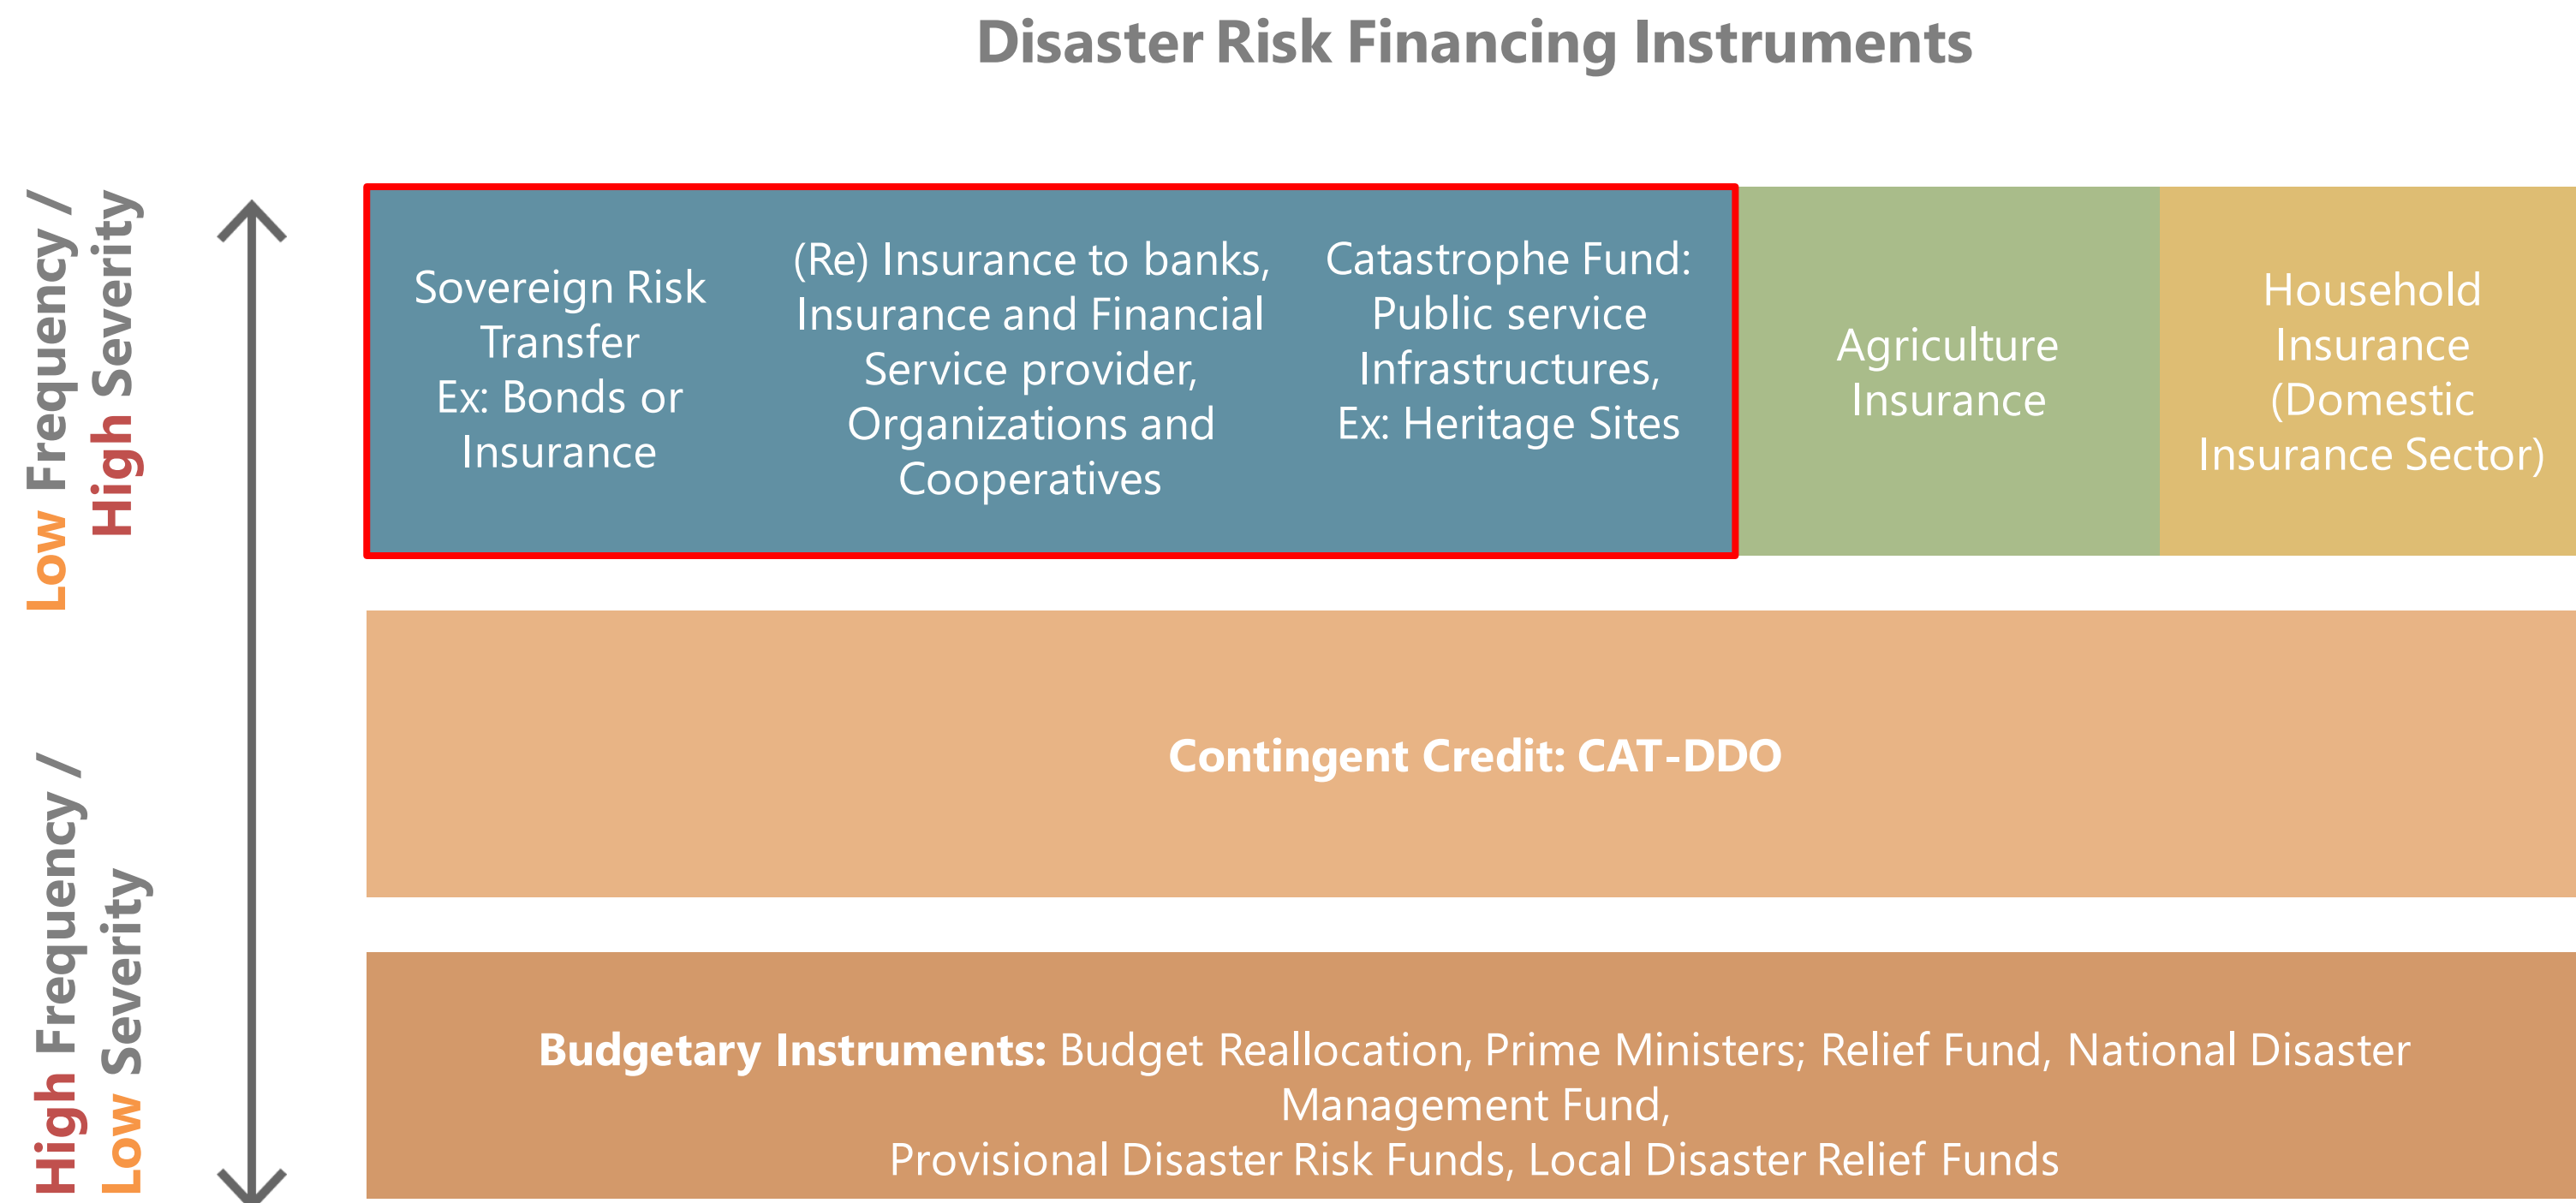 Disaster Risk Financing Instruments
Low Frequency /
High Severity
Sovereign Risk
Transfer
Ex: Bonds or
Insurance
(Re) Insurance to banks,
Insurance and Financial
Service provider,
Organizations and
Cooperatives
Catastrophe Fund:
Public service
Infrastructures,
Ex: Heritage Sites
Agriculture
Insurance
Household
Insurance
(Domestic
Insurance Sector)
Contingent Credit: CAT-DDO
High Frequency /
Low Severity
Budgetary Instruments: Budget Reallocation, Prime Ministers; Relief Fund, National Disaster
Management Fund,
Provisional Disaster Risk Funds, Local Disaster Relief Funds